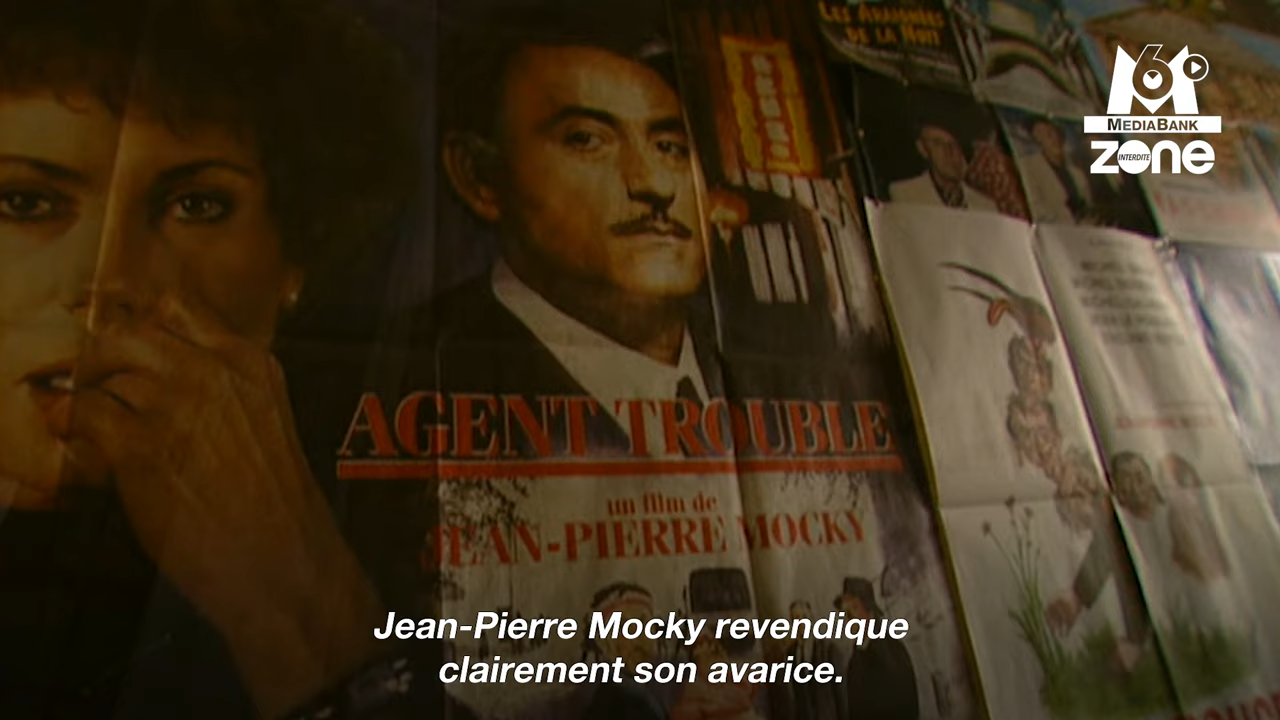 LES ARAIGNÉES
DE LA NUIT
M6
MEDIABANK
ZONE
INTERDITE
AGENT TROUBLE
un film de
JEAN-PIERRE MOCKY
Jean-Pierre Mocky revendique
clairement son avarice.